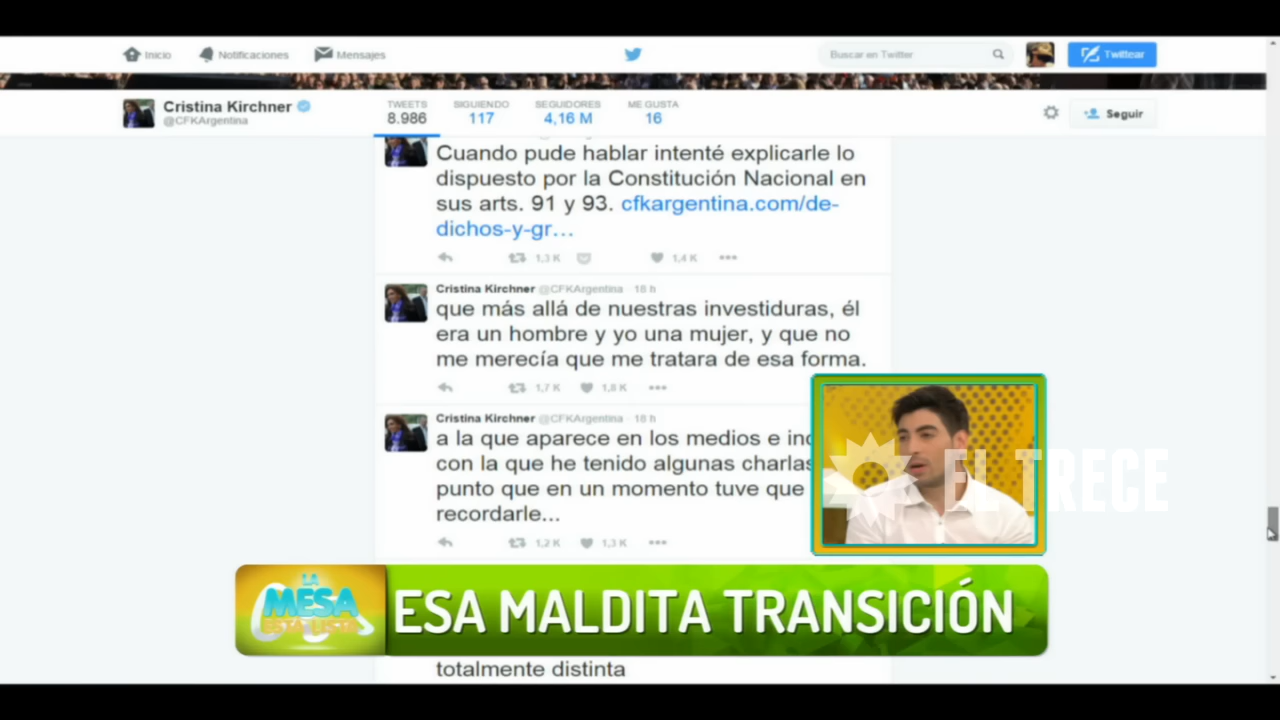 Inicio
Notificaciones
Mensajes
Buscar en Twitter
Twittear
Cristina Kirchner
@CFKArgentina
TWEETS
8.986
SIGUIENDO
117
SEGUIDORES
4,16 M
ME GUSTA
16
Seguir
Cuando pude hablar intenté explicarle lo
dispuesto por la Constitución Nacional en
sus arts. 91 y 93. cfkargentina.com/de-
dichos-y-gr...
1,3 K
1,4 K
Cristina Kirchner @CFKArgentina 18 h
que más allá de nuestras investiduras, él
era un hombre y yo una mujer, y que no
me merecía que me tratara de esa forma.
1,7 K
1,8 K
Cristina Kirchner @CFKArgentina 18 h
a la que aparece en los medios e
con la que he tenido algunas charlas
punto que en un momento tuve que
recordarle...
1,2 K
1,3 K
EL TRECE
LA
MESA
ESTÁ LISTA
ESA MALDITA TRANSICIÓN
totalmente distinta